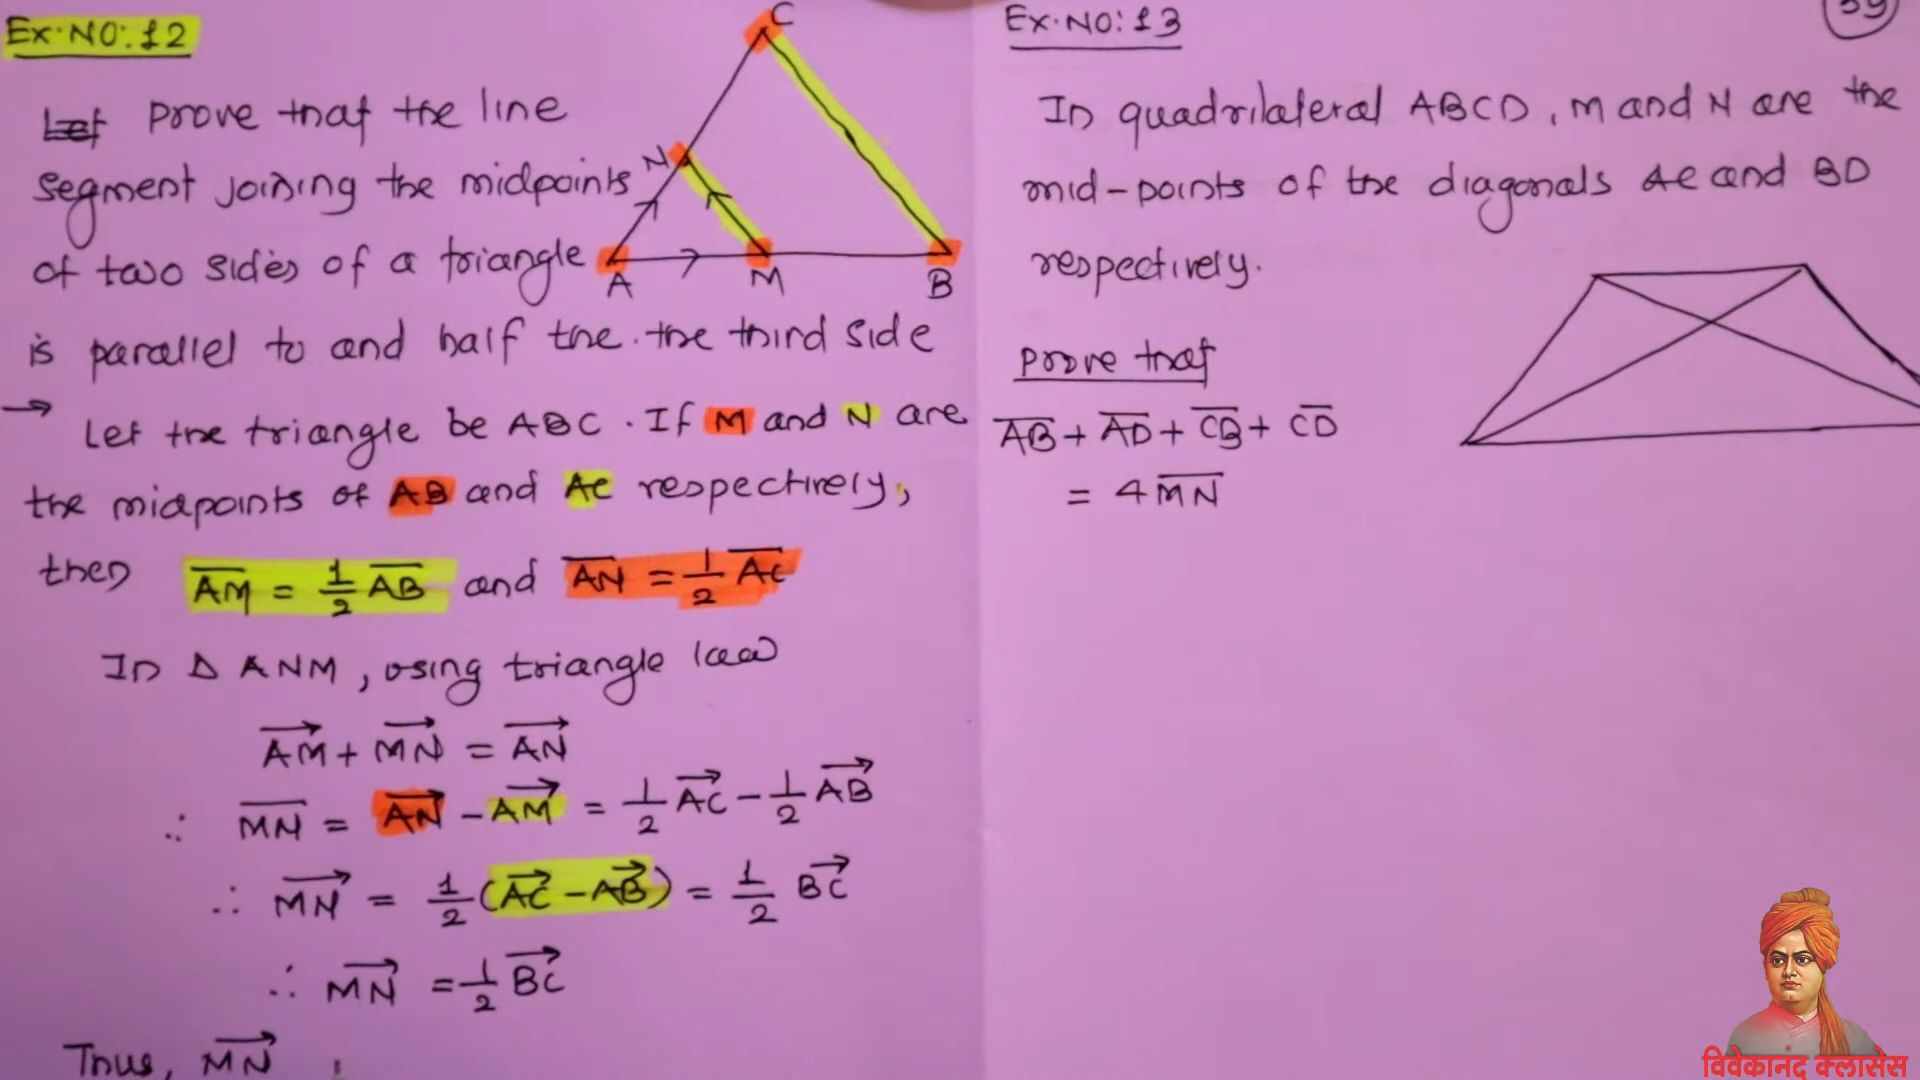 Ex.NO:12
Let Prove that the line
segment joining the midpoints
of two sides of a triangle
is parallel to and half the the third side
→ Let the triangle be ABC. If M and N are
the midpoints of AB and AC respectively,
then AM = 1/2 AB and AN = 1/2 AC
In Δ ANM, using triangle law
AM + MN = AN
∴ MN = AN - AM = 1/2 AC - 1/2 AB
∴ MN = 1/2 (AC - AB) = 1/2 BC
∴ MN = 1/2 BC
Thus, MN
C
N
A
M
B
Ex.NO:13
39
In quadrilateral ABCD, M and N are the
mid-points of the diagonals AC and BD
respectively.
Prove that
AB + AD + CB + CD
= 4 MN
विवेकानंद क्लासेस